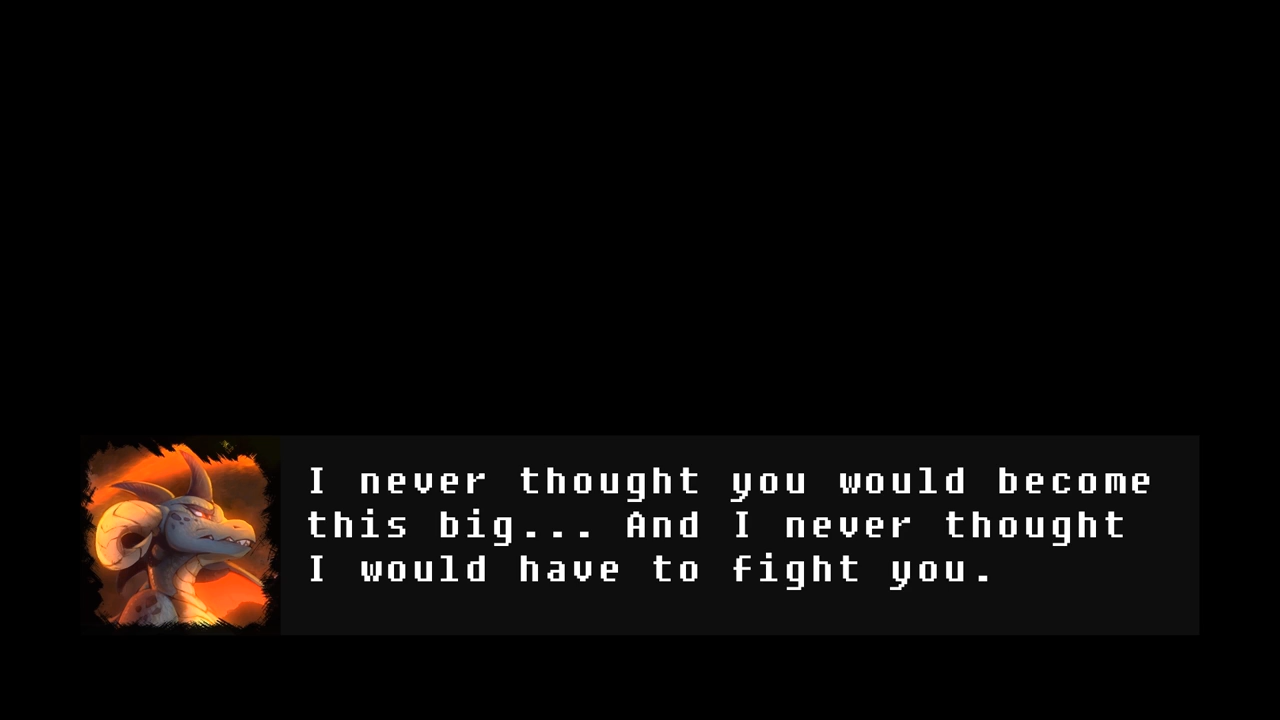 I never thought you would become
this big... And I never thought
I would have to fight you.